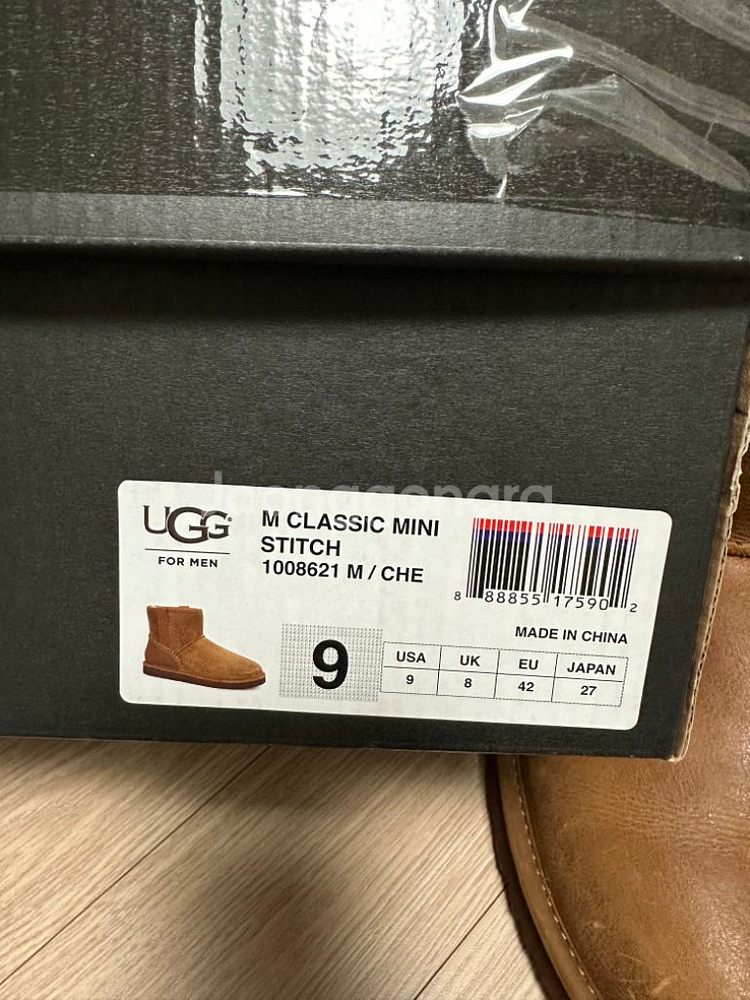 Joonggonara
UGG
FOR MEN
M CLASSIC MINI
STITCH
1008621 M / CHE
8 88855 17590 2
MADE IN CHINA
9
USA UK EU JAPAN
9 8 42 27